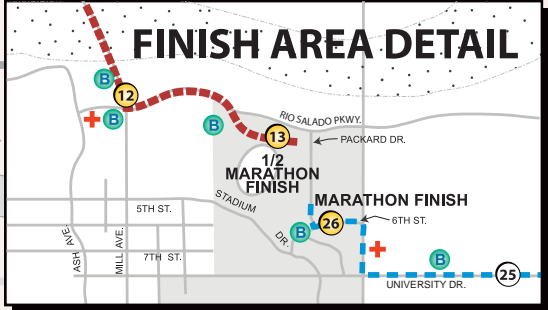 FINISH AREA DETAIL
B
12
B
B
RIO SALADO PKWY.
13
PACKARD DR.
1/2
MARATHON
FINISH
STADIUM
DR.
MARATHON FINISH
5TH ST.
26
6TH ST.
B
ASH AVE.
MILL AVE.
7TH ST.
B
25
UNIVERSITY DR.